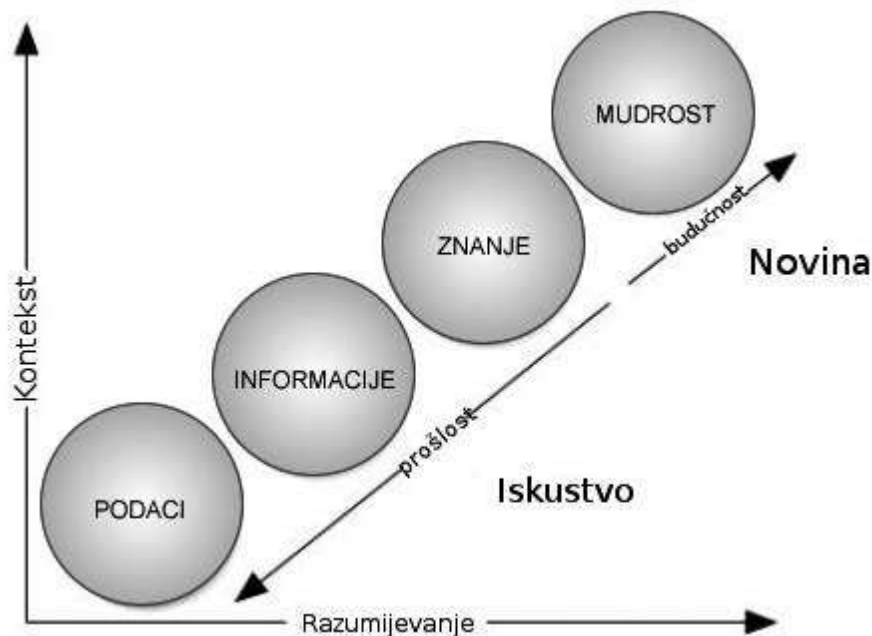 MUDROST
budućnost
ZNANJE
Novina
Kontekst
INFORMACIJE
prošlost
Iskustvo
PODACI
Razumijevanje